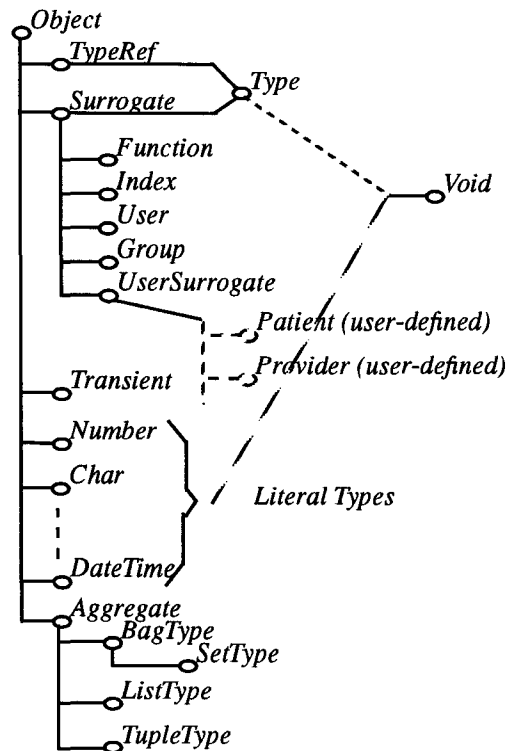 Object
TypeRef
Type
Surrogate
Function
Index
Void
User
Group
UserSurrogate
Patient (user-defined)
Provider (user-defined)
Transient
Number
Char
Literal Types
DateTime
Aggregate
BagType
SetType
ListType
TupleType